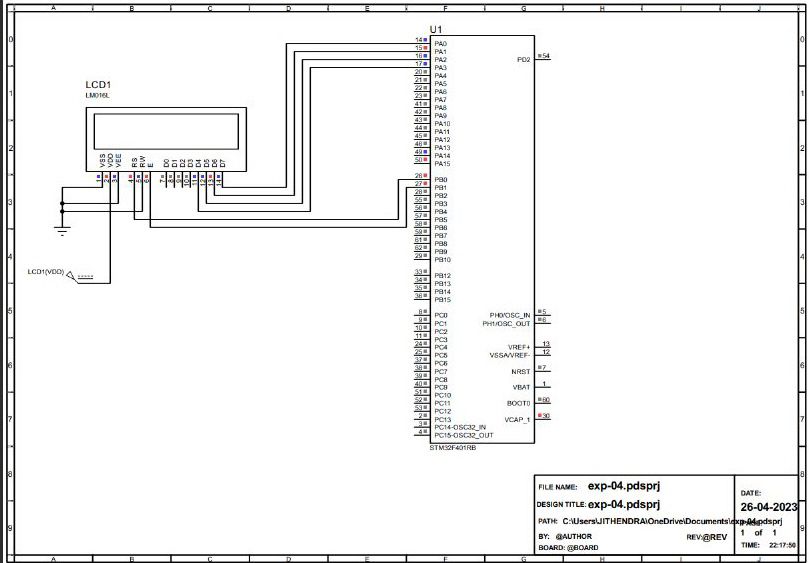 A B C D E F G H J
0
1
2
3
4
5
6
7
8
9
LCD1
LM016L
VSS VDD VEE RS RW E D0 D1 D2 D3 D4 D5 D6 D7
1 2 3 4 5 6 7 8 9 10 11 12 13 14
LCD1(VDD)
U1
14 PA0
15 PA1
16 PA2
17 PA3
20 PA4
21 PA5
22 PA6
23 PA7
41 PA8
42 PA9
43 PA10
44 PA11
45 PA12
46 PA13
49 PA14
50 PA15
26 PB0
27 PB1
28 PB2
55 PB3
56 PB4
57 PB5
58 PB6
59 PB7
61 PB8
62 PB9
29 PB10
33 PB12
34 PB13
35 PB14
36 PB15
8 PC0
9 PC1
10 PC2
11 PC3
24 PC4
25 PC5
37 PC6
38 PC7
39 PC8
40 PC9
51 PC10
52 PC11
53 PC12
2 PC13
3 PC14-OSC32_IN
4 PC15-OSC32_OUT
PD2 54
PH0/OSC_IN 5
PH1/OSC_OUT 6
VREF+ 13
VSSA/VREF- 12
NRST 7
VBAT 1
BOOT0 60
VCAP_1 30
STM32F401RB
FILE NAME: exp-04.pdsprj
DESIGN TITLE: exp-04.pdsprj
PATH: C:\Users\JITHENDRA\OneDrive\Documents\exp-04.pdsprj
BY: @AUTHOR
REV:@REV
BOARD: @BOARD
DATE:
26-04-2023
1 of 1
TIME: 22:17:50
A B C D E F G H J